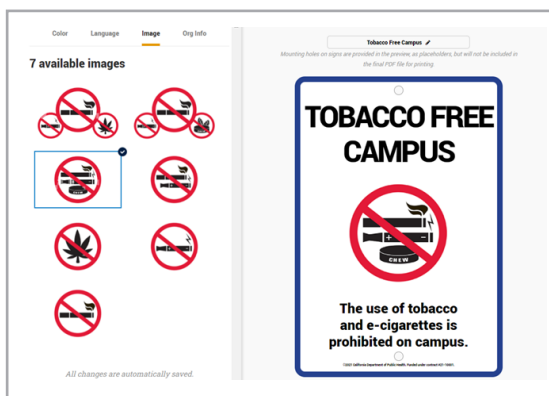 Color Language Image Org Info
7 available images
All changes are automatically saved.
Tobacco Free Campus
Mounting holes on signs are provided in the preview, as placeholders, but will not be included in
the final PDF file for printing.
TOBACCO FREE
CAMPUS
CHEW
The use of tobacco
and e-cigarettes is
prohibited on campus.